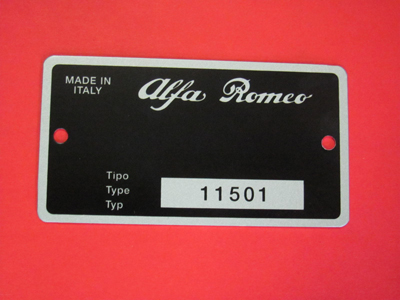 MADE IN
ITALY
Alfa Romeo
Tipo
Type 11501
Typ